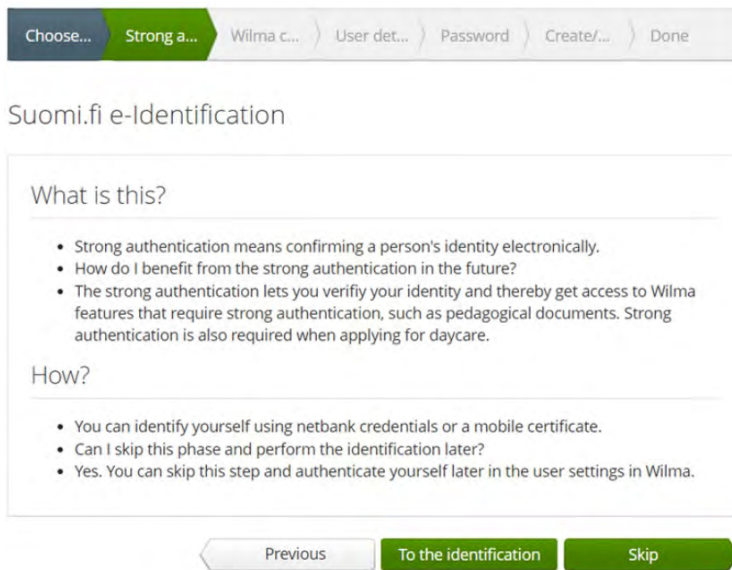 Choose... Strong a... Wilma c... User det... Password Create/... Done
Suomi.fi e-Identification
What is this?
• Strong authentication means confirming a person's identity electronically.
• How do I benefit from the strong authentication in the future?
• The strong authentication lets you verifiy your identity and thereby get access to Wilma
features that require strong authentication, such as pedagogical documents. Strong
authentication is also required when applying for daycare.
How?
• You can identify yourself using netbank credentials or a mobile certificate.
• Can I skip this phase and perform the identification later?
• Yes. You can skip this step and authenticate yourself later in the user settings in Wilma.
Previous To the identification Skip